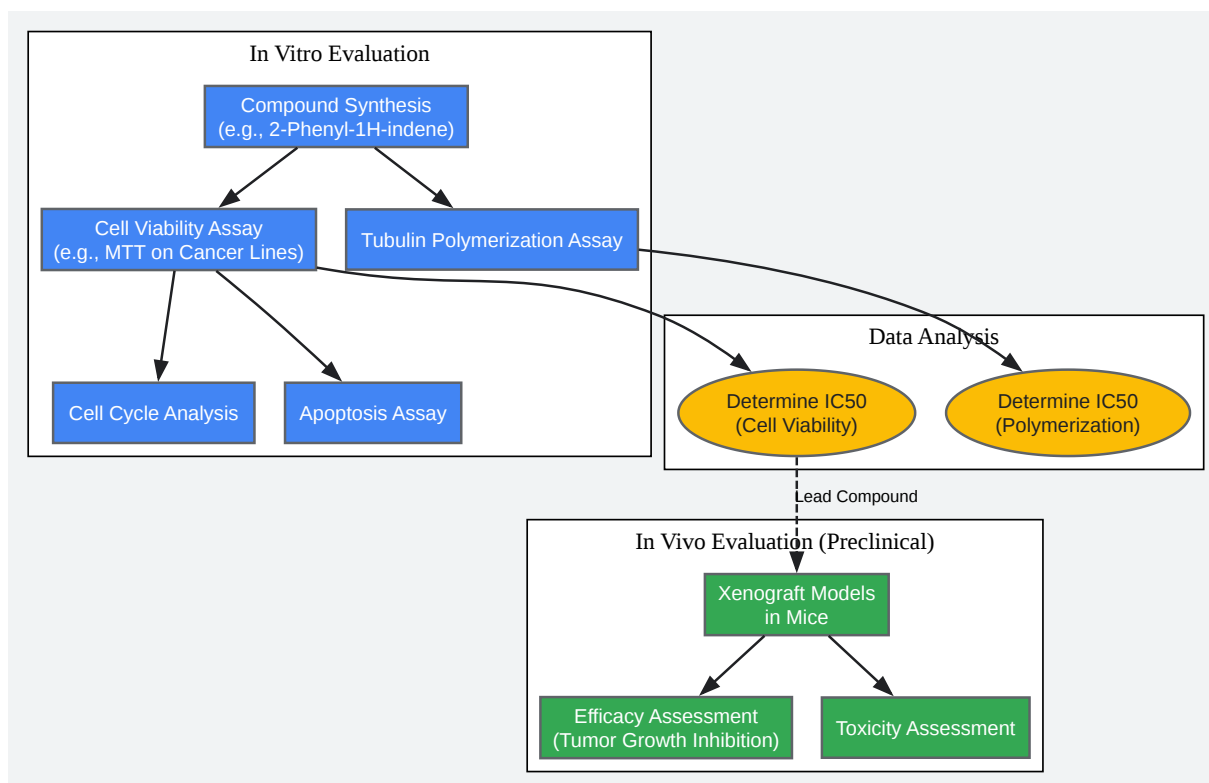 In Vitro Evaluation
Compound Synthesis
(e.g., 2-Phenyl-1H-indene)
Cell Viability Assay
(e.g., MTT on Cancer Lines)
Tubulin Polymerization Assay
Cell Cycle Analysis
Apoptosis Assay
Data Analysis
Determine IC50
(Cell Viability)
Determine IC50
(Polymerization)
Lead Compound
In Vivo Evaluation (Preclinical)
Xenograft Models
in Mice
Efficacy Assessment
(Tumor Growth Inhibition)
Toxicity Assessment